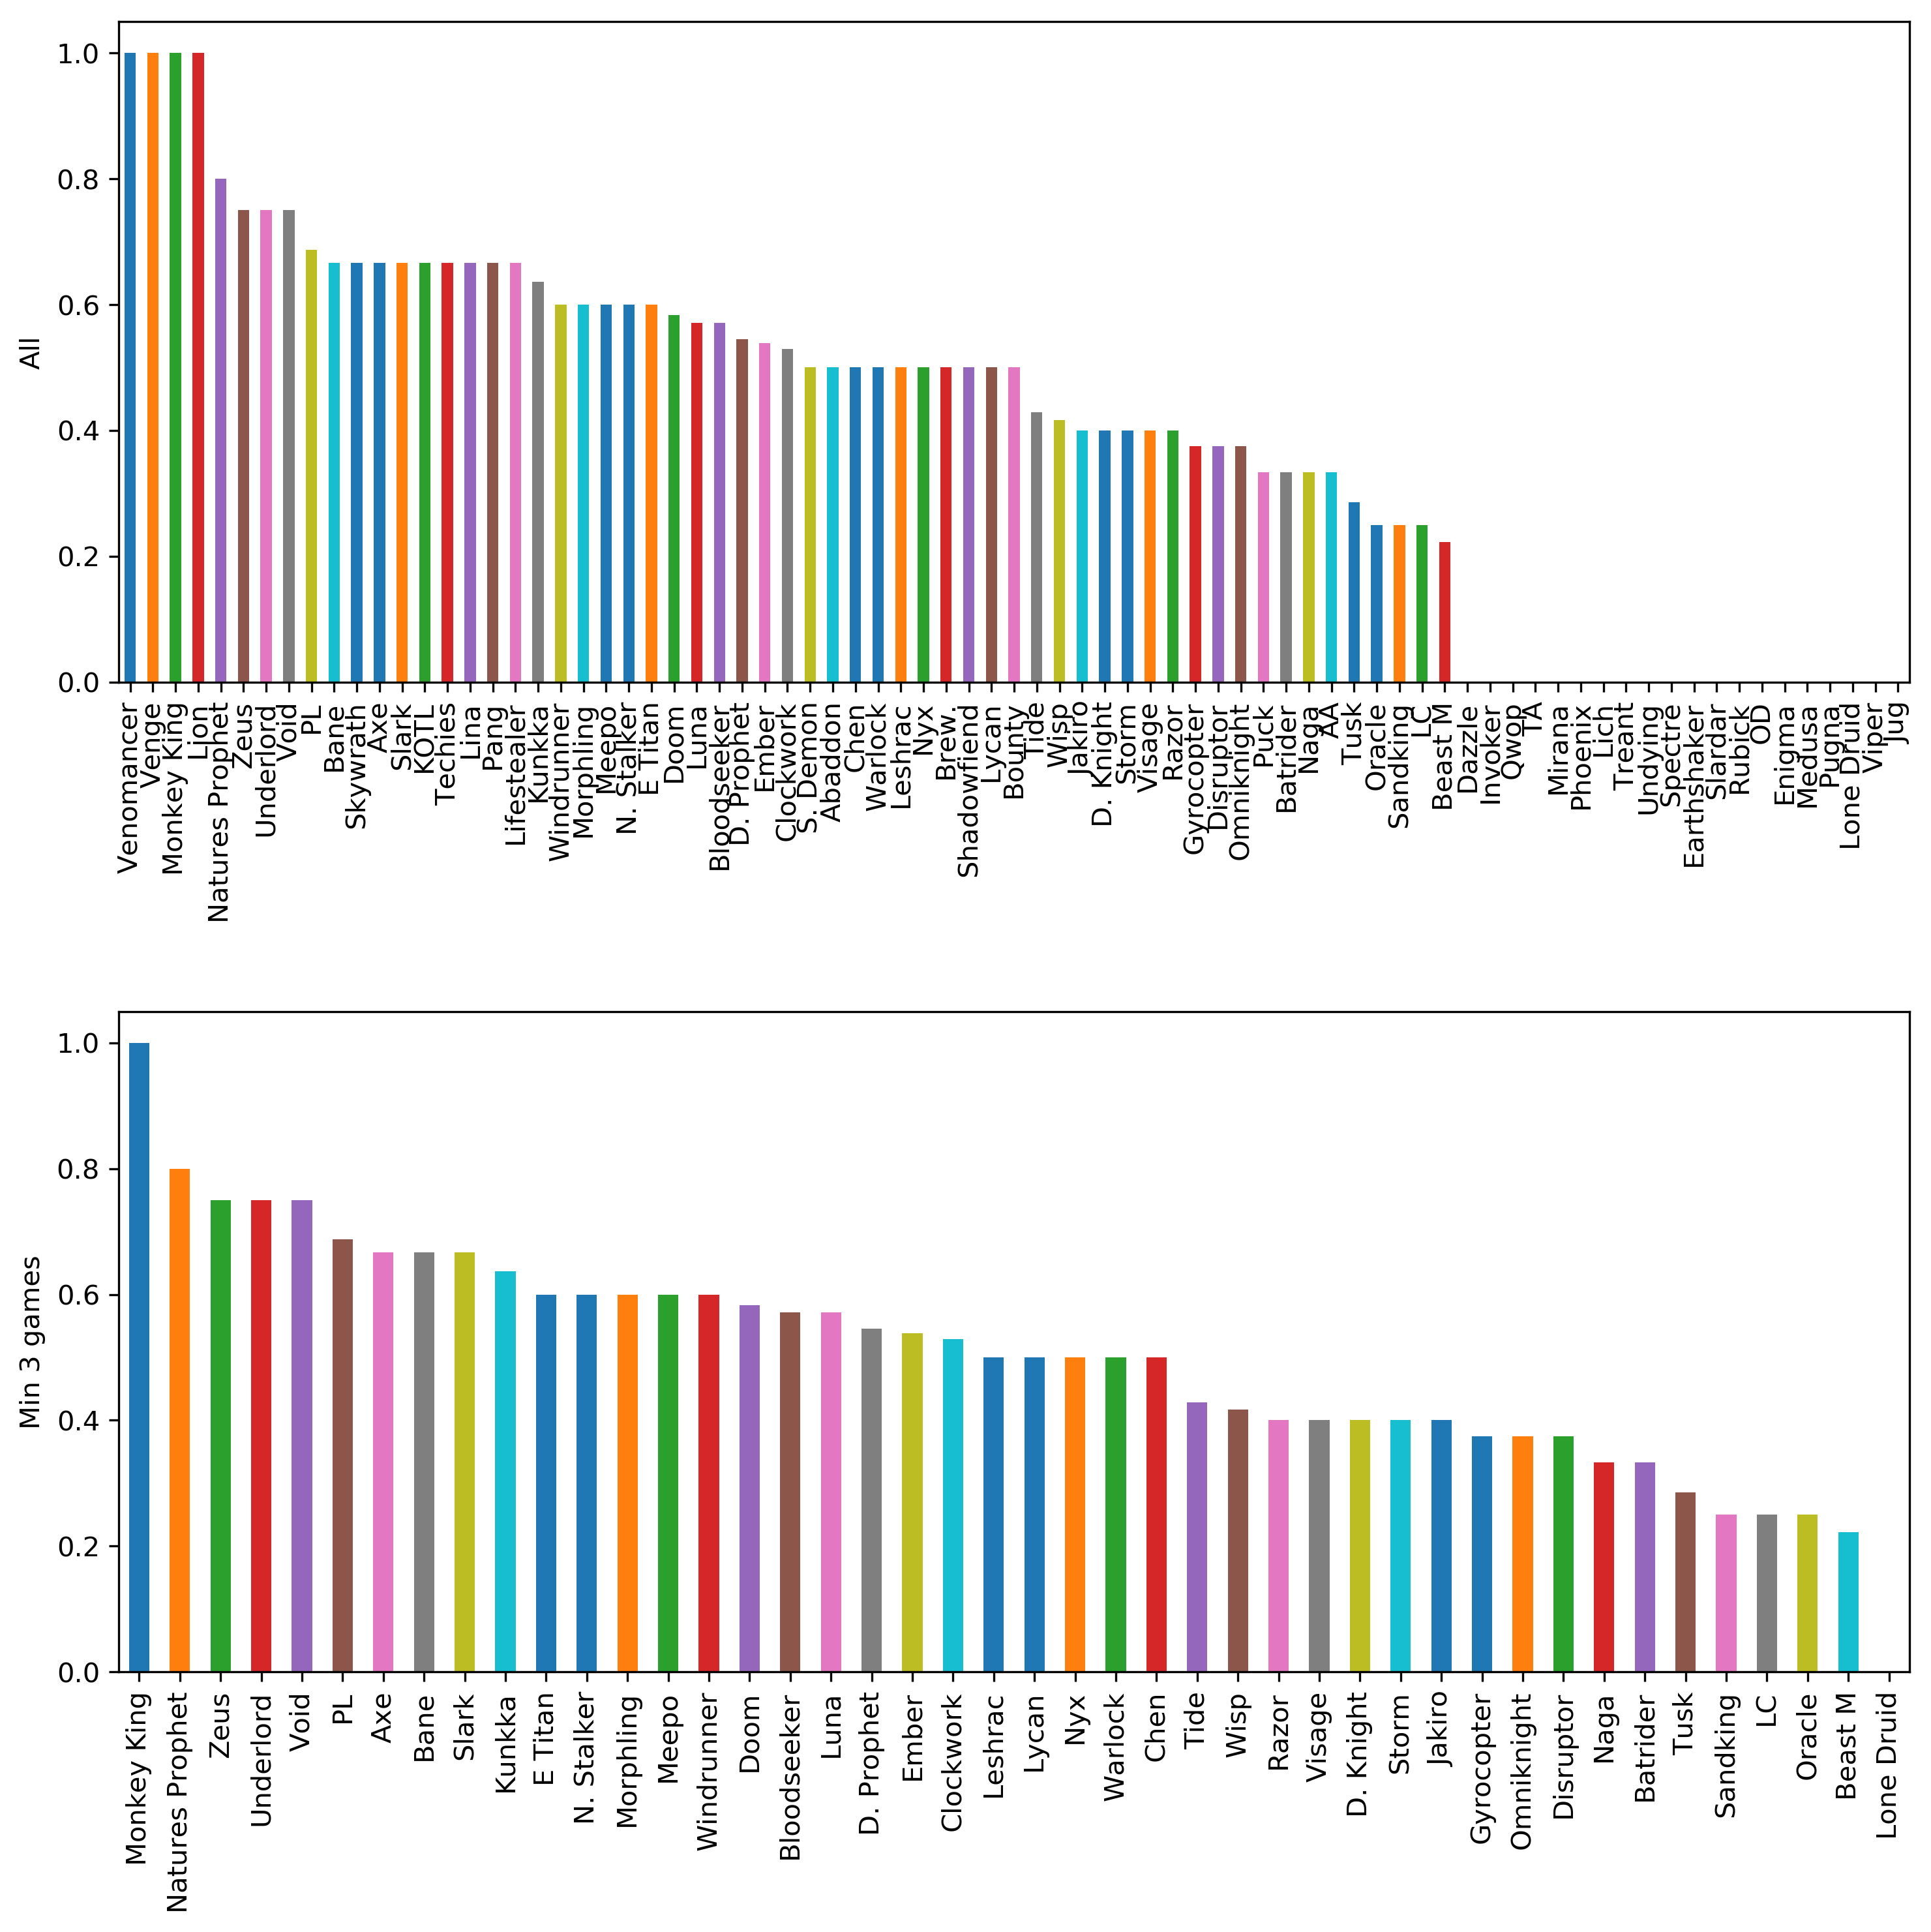 1.0
0.8
0.6
0.4
0.2
0.0
All
Venomancer
Venge
Monkey King
Lion
Natures Prophet
Zeus
Underlord
Void
PL
Bane
Skywrath
Axe
Slark
KOTL
Techies
Lina
Pang
Lifestealer
Kunkka
Windrunner
Morphling
Meepo
N. Stalker
E Titan
Doom
Luna
Bloodseeker
D. Prophet
Ember
Clockwork
S. Demon
Abaddon
Chen
Warlock
Leshrac
Nyx
Brew.
Shadowfiend
Lycan
Bounty
Tide
Wisp
Jakiro
D. Knight
Storm
Visage
Razor
Gyrocopter
Disruptor
Omniknight
Puck
Batrider
Naga
AA
Tusk
Oracle
Sandking
LC
Beast M
Dazzle
Invoker
Qwop
TA
Mirana
Phoenix
Lich
Treant
Undying
Spectre
Earthshaker
Slardar
Rubick
OD
Enigma
Medusa
Pugna
Lone Druid
Viper
Jug
1.0
0.8
0.6
0.4
0.2
0.0
Min 3 games
Monkey King
Natures Prophet
Zeus
Underlord
Void
PL
Axe
Bane
Slark
Kunkka
E Titan
N. Stalker
Morphling
Meepo
Windrunner
Doom
Bloodseeker
Luna
D. Prophet
Ember
Clockwork
Leshrac
Lycan
Nyx
Warlock
Chen
Tide
Wisp
Razor
Visage
D. Knight
Storm
Jakiro
Gyrocopter
Omniknight
Disruptor
Naga
Batrider
Tusk
Sandking
LC
Oracle
Beast M
Lone Druid